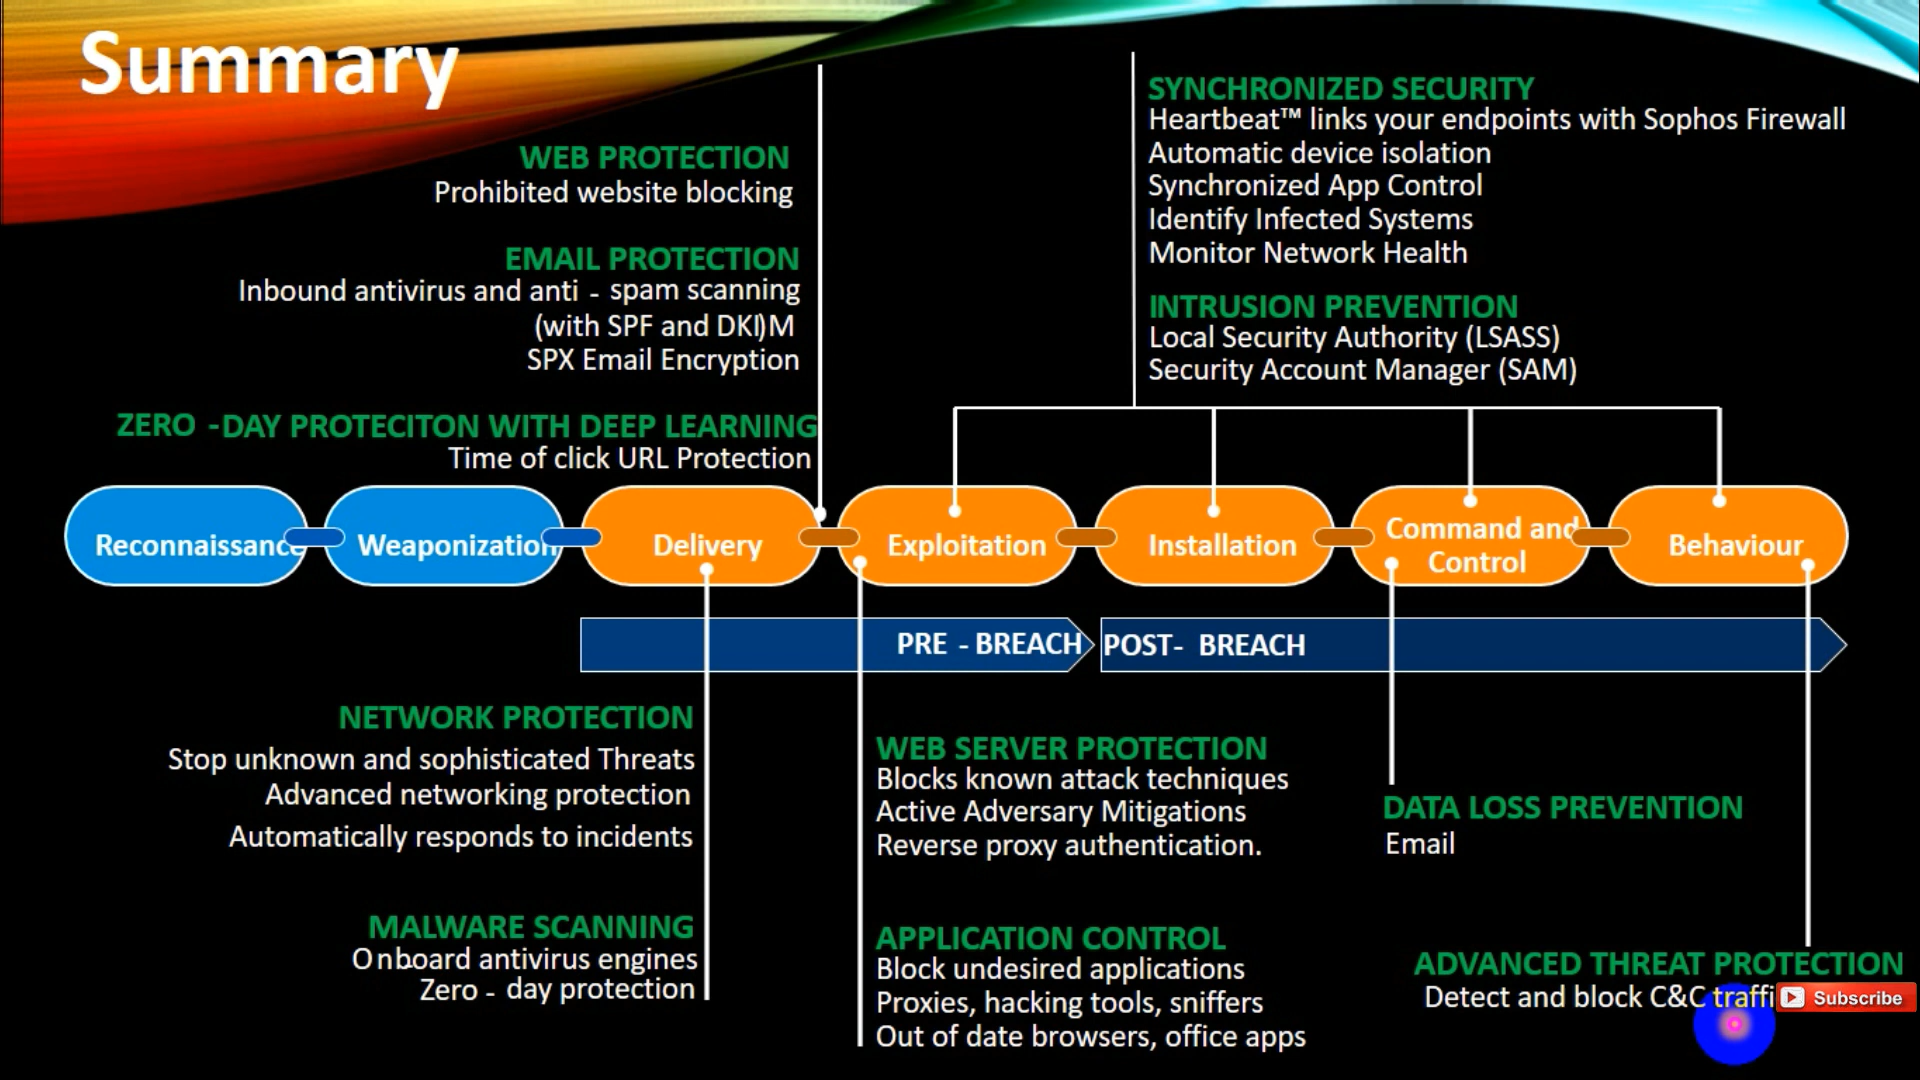 Summary
WEB PROTECTION
Prohibited website blocking
EMAIL PROTECTION
Inbound antivirus and anti - spam scanning
(with SPF and DKI)M
SPX Email Encryption
ZERO -DAY PROTECITON WITH DEEP LEARNING
Time of click URL Protection
SYNCHRONIZED SECURITY
Heartbeat™ links your endpoints with Sophos Firewall
Automatic device isolation
Synchronized App Control
Identify Infected Systems
Monitor Network Health
INTRUSION PREVENTION
Local Security Authority (LSASS)
Security Account Manager (SAM)
Reconnaissance
Weaponization
Delivery
Exploitation
Installation
Command and
Control
Behaviour
PRE - BREACH
POST- BREACH
NETWORK PROTECTION
Stop unknown and sophisticated Threats
Advanced networking protection
Automatically responds to incidents
MALWARE SCANNING
Onboard antivirus engines
Zero - day protection
WEB SERVER PROTECTION
Blocks known attack techniques
Active Adversary Mitigations
Reverse proxy authentication.
APPLICATION CONTROL
Block undesired applications
Proxies, hacking tools, sniffers
Out of date browsers, office apps
DATA LOSS PREVENTION
Email
ADVANCED THREAT PROTECTION
Detect and block C&C traffi
Subscribe